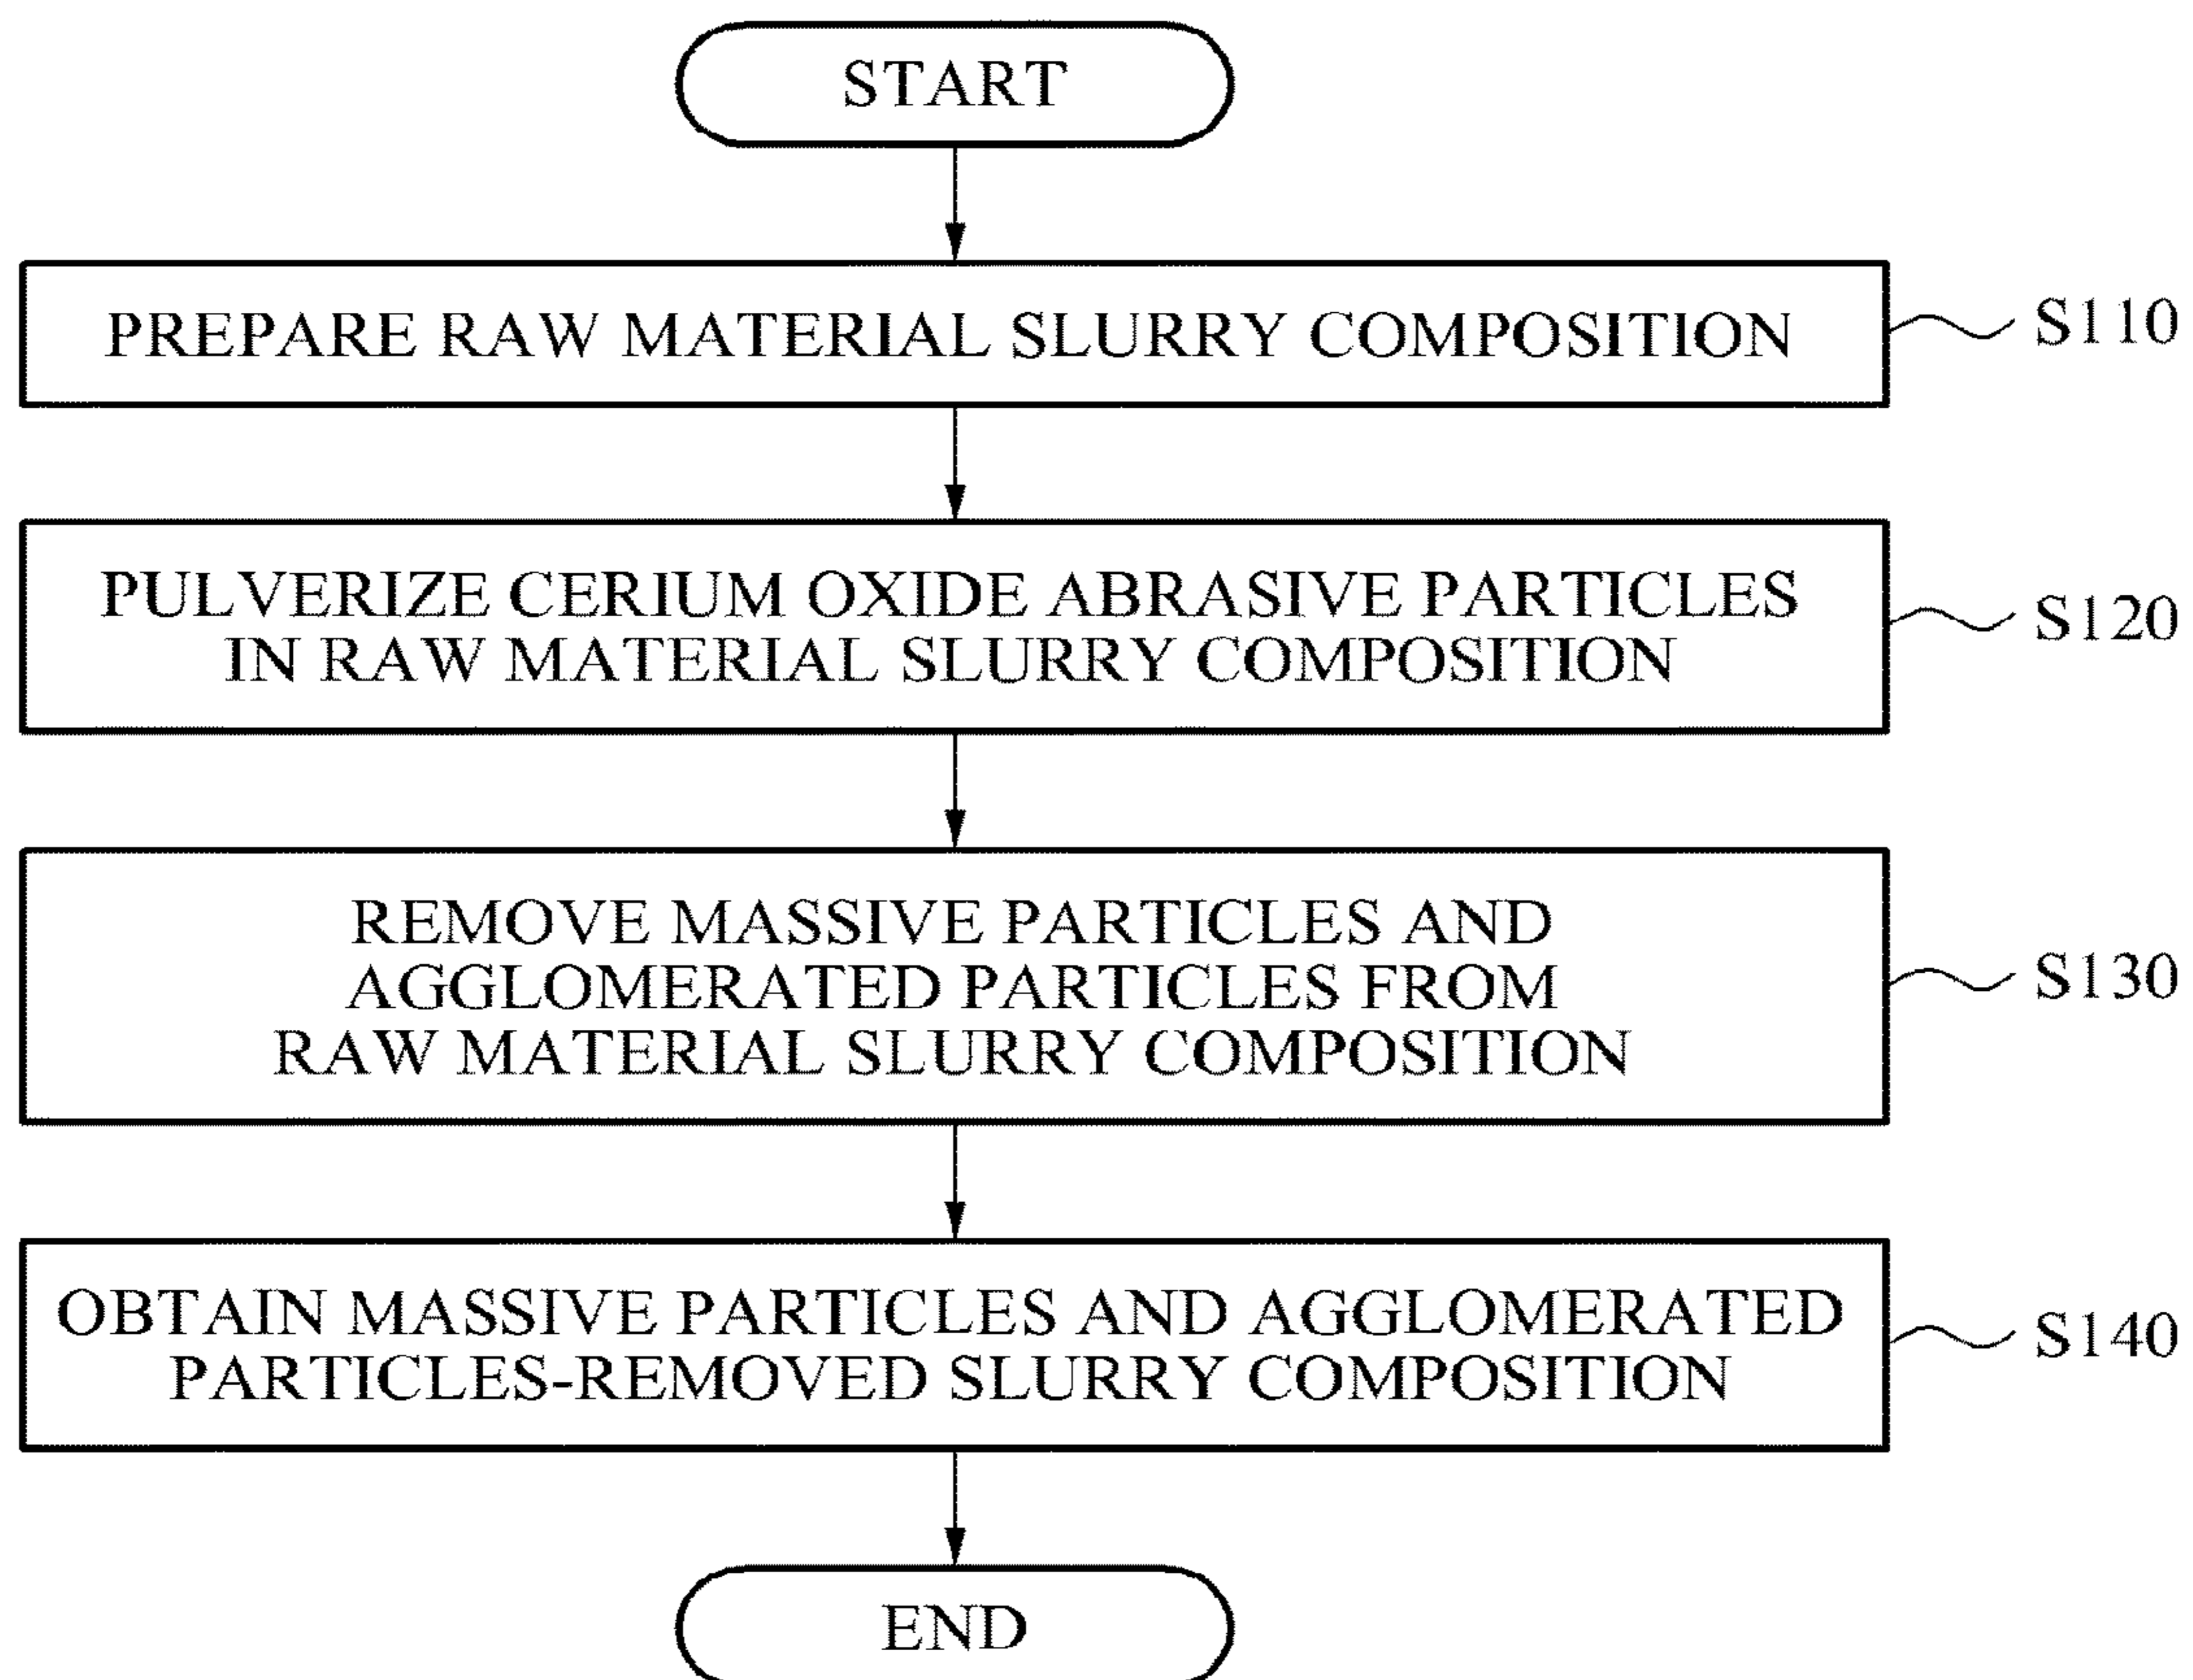 START
PREPARE RAW MATERIAL SLURRY COMPOSITION
S110
PULVERIZE CERIUM OXIDE ABRASIVE PARTICLES
IN RAW MATERIAL SLURRY COMPOSITION
S120
REMOVE MASSIVE PARTICLES AND
AGGLOMERATED PARTICLES FROM
RAW MATERIAL SLURRY COMPOSITION
S130
OBTAIN MASSIVE PARTICLES AND AGGLOMERATED
PARTICLES-REMOVED SLURRY COMPOSITION
S140
END